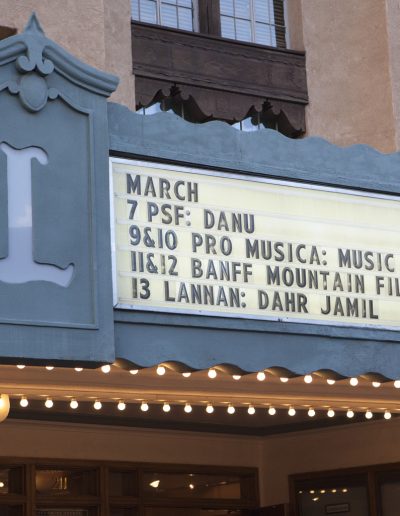 L
MARCH
7 PSF: DANU
9&10 PRO MUSICA: MUSIC
11&12 BANFF MOUNTAIN FIL
13 LANNAN: DAHR JAMIL